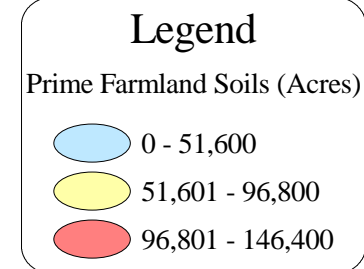 Legend
Prime Farmland Soils (Acres)
0 - 51,600
51,601 - 96,800
96,801 - 146,400